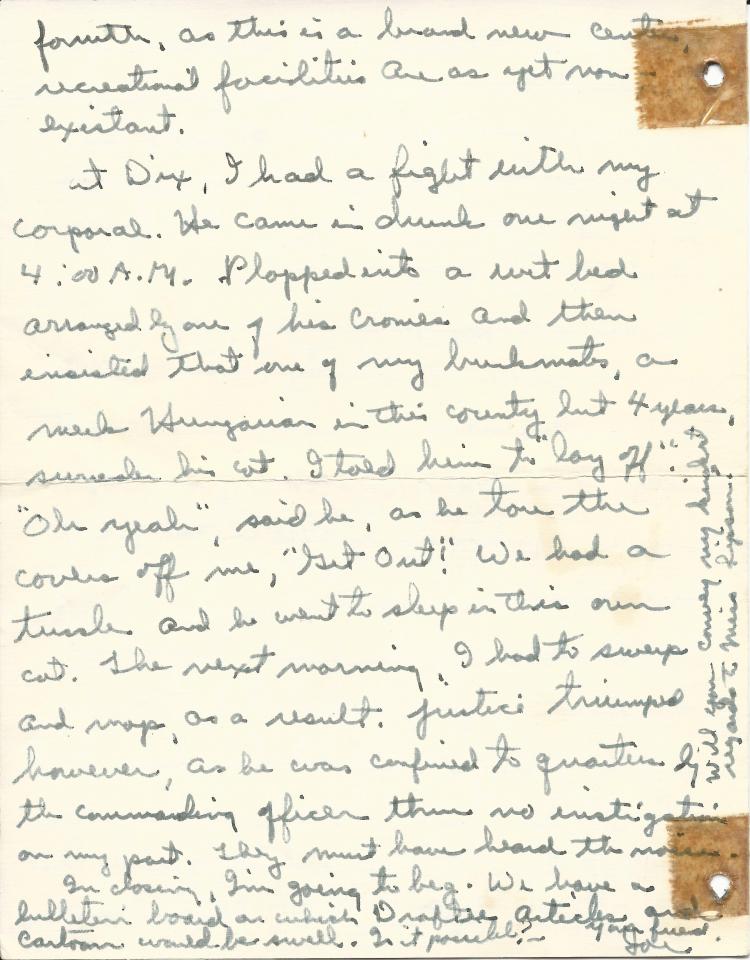 forwith, as this is a brand new center,
recreational facilities are as yet non
existant.
at Dix, I had a fight with my
corporal. He came in drunk one night at
4:00 A.M. Plopped into a wet bed
arranged by one of his cronies and then
insisted that one of my bunkmates, a
meek Hungarian in this county but 4 years,
surrender his cot. I told him to "lay off".
"Oh yeah", said he, as he tore the
covers off me, "Get Out!" We had a
tussle and he went to sleep in his own
cot. The next morning, I had to sweep
and mop, as a result. Justice triumped
however, as he was confined to quarters by
the commanding officer thru no instigation
on my part. They must have heard the noise.
In closing, I'm going to beg. We have a
bulletin board on which Draftee articles and
cartoon would be swell. Is it possible? -
Your friend.
Joe
Will you convey my kindest
regards to Miss